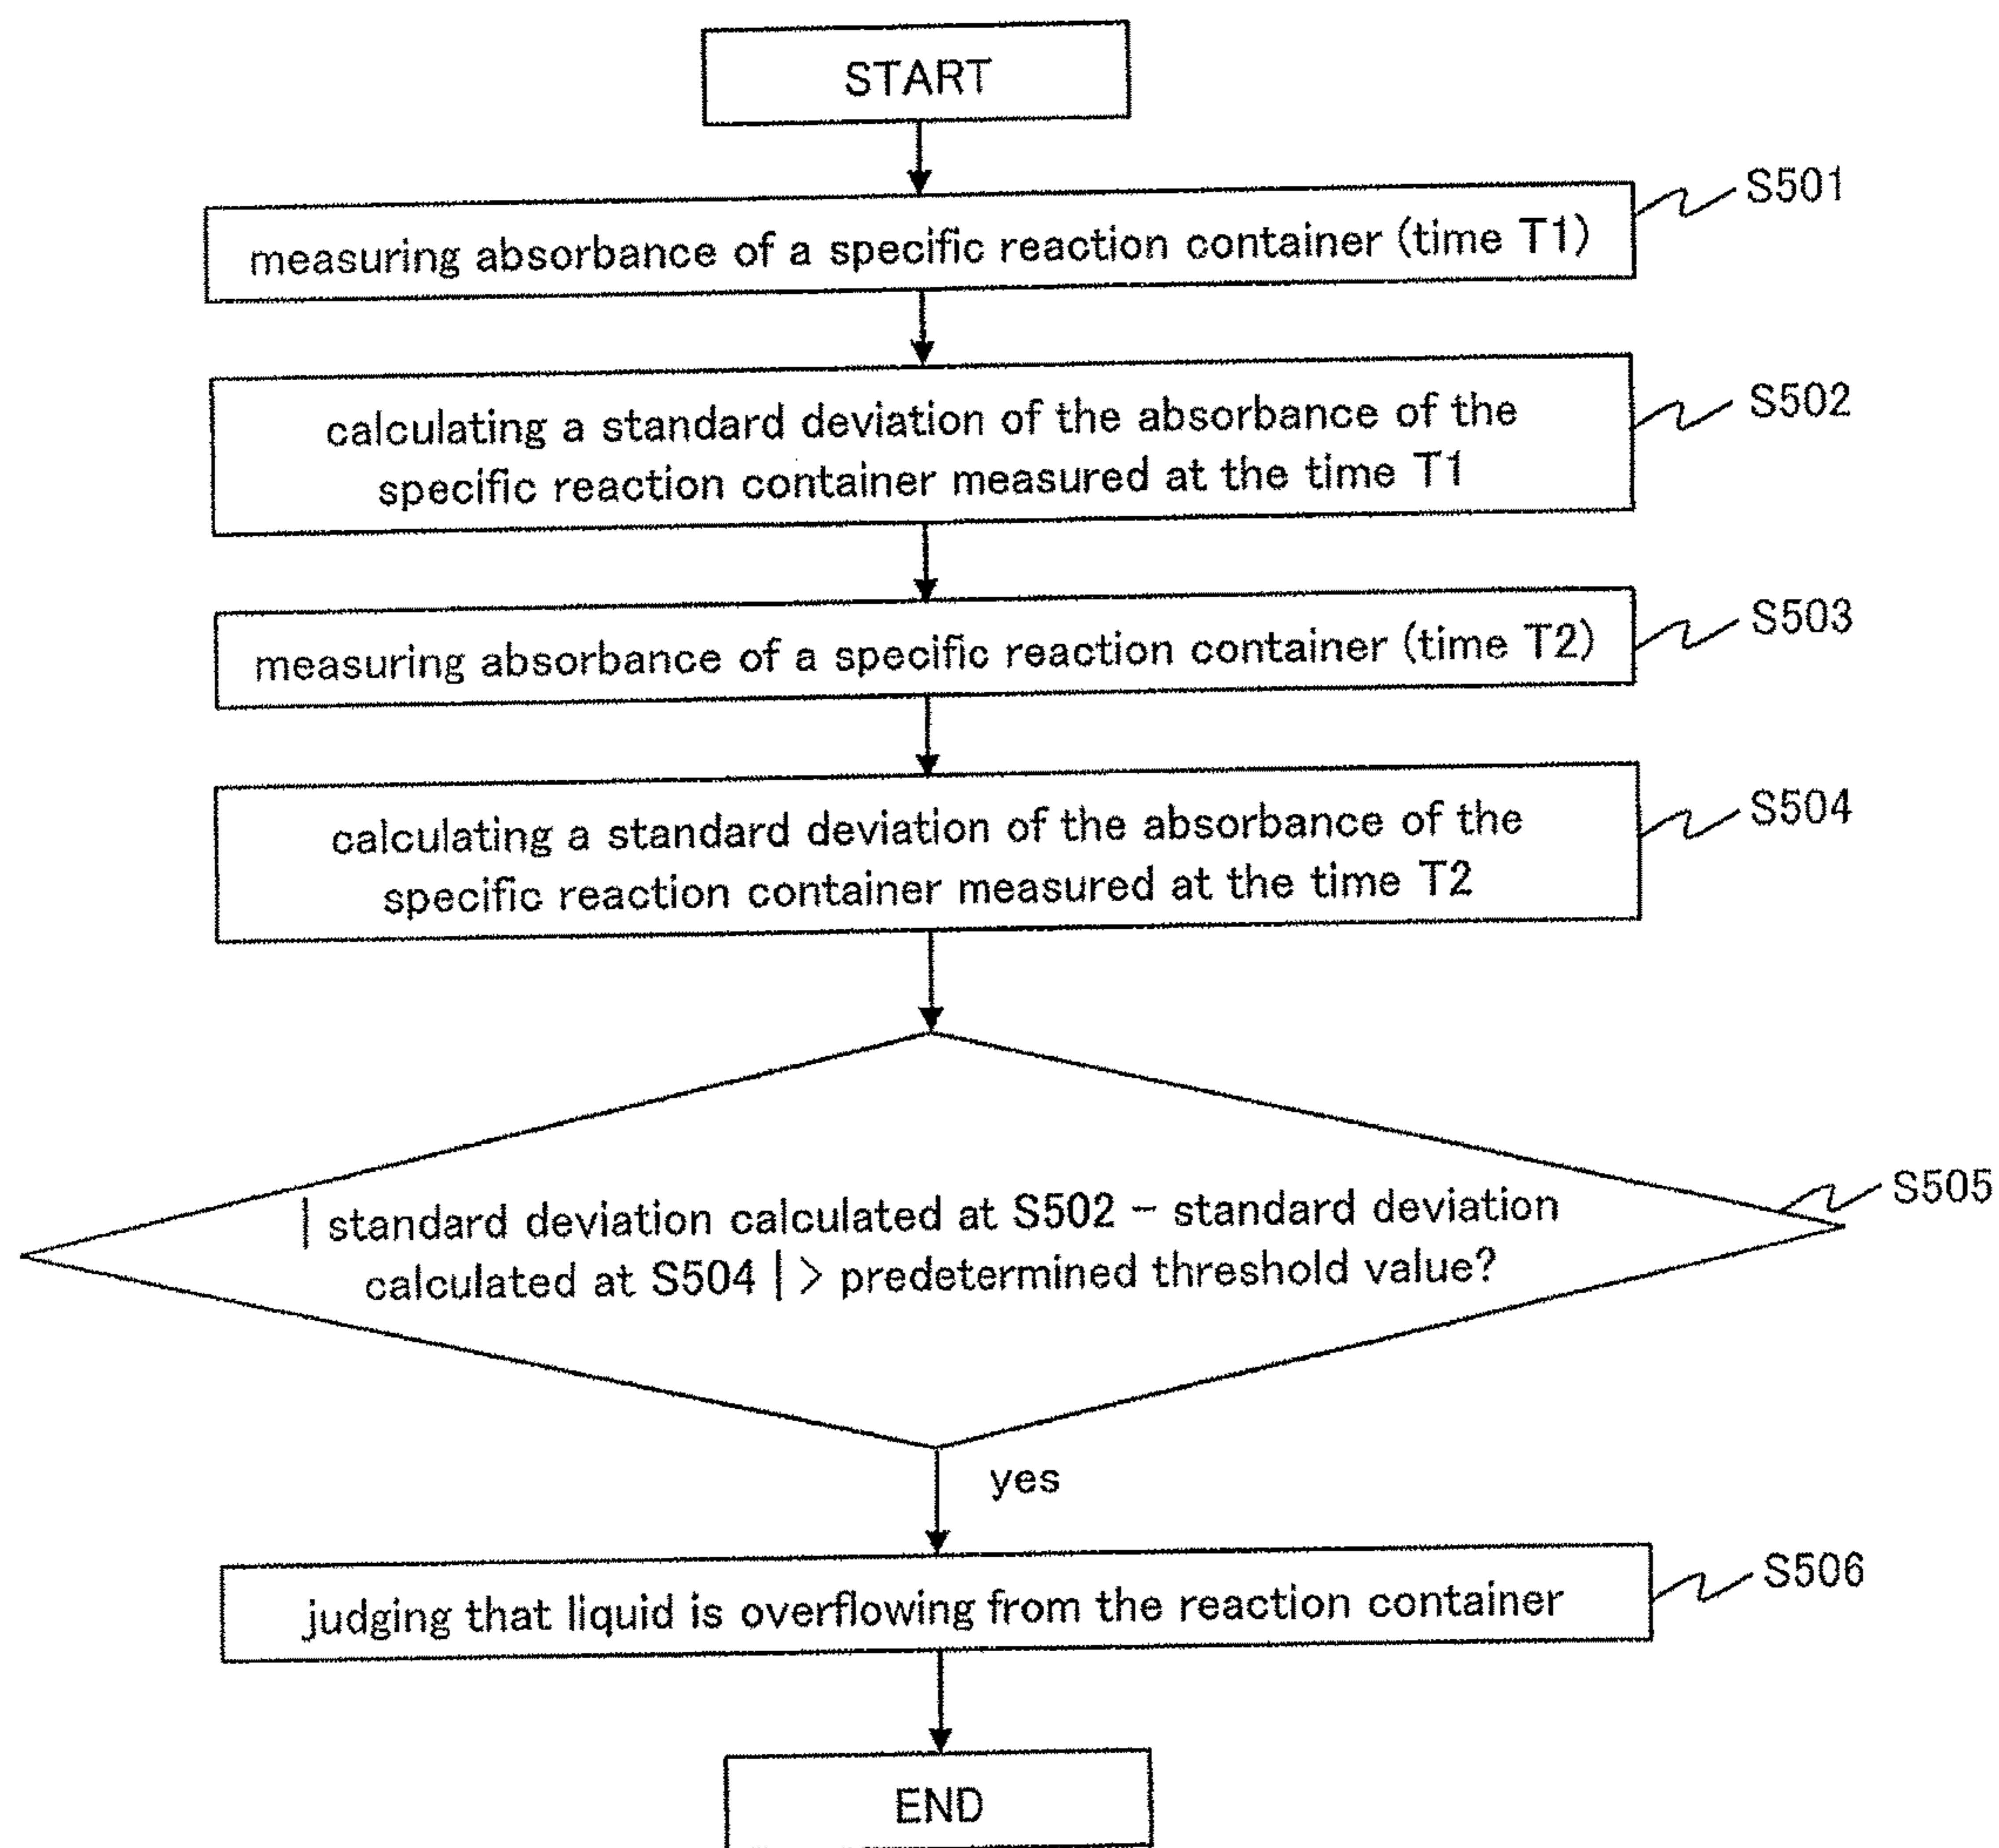 START
measuring absorbance of a specific reaction container (time T1)
S501
calculating a standard deviation of the absorbance of the
specific reaction container measured at the time T1
S502
measuring absorbance of a specific reaction container (time T2)
S503
calculating a standard deviation of the absorbance of the
specific reaction container measured at the time T2
S504
| standard deviation calculated at S502 - standard deviation
calculated at S504 | > predetermined threshold value?
S505
yes
judging that liquid is overflowing from the reaction container
S506
END